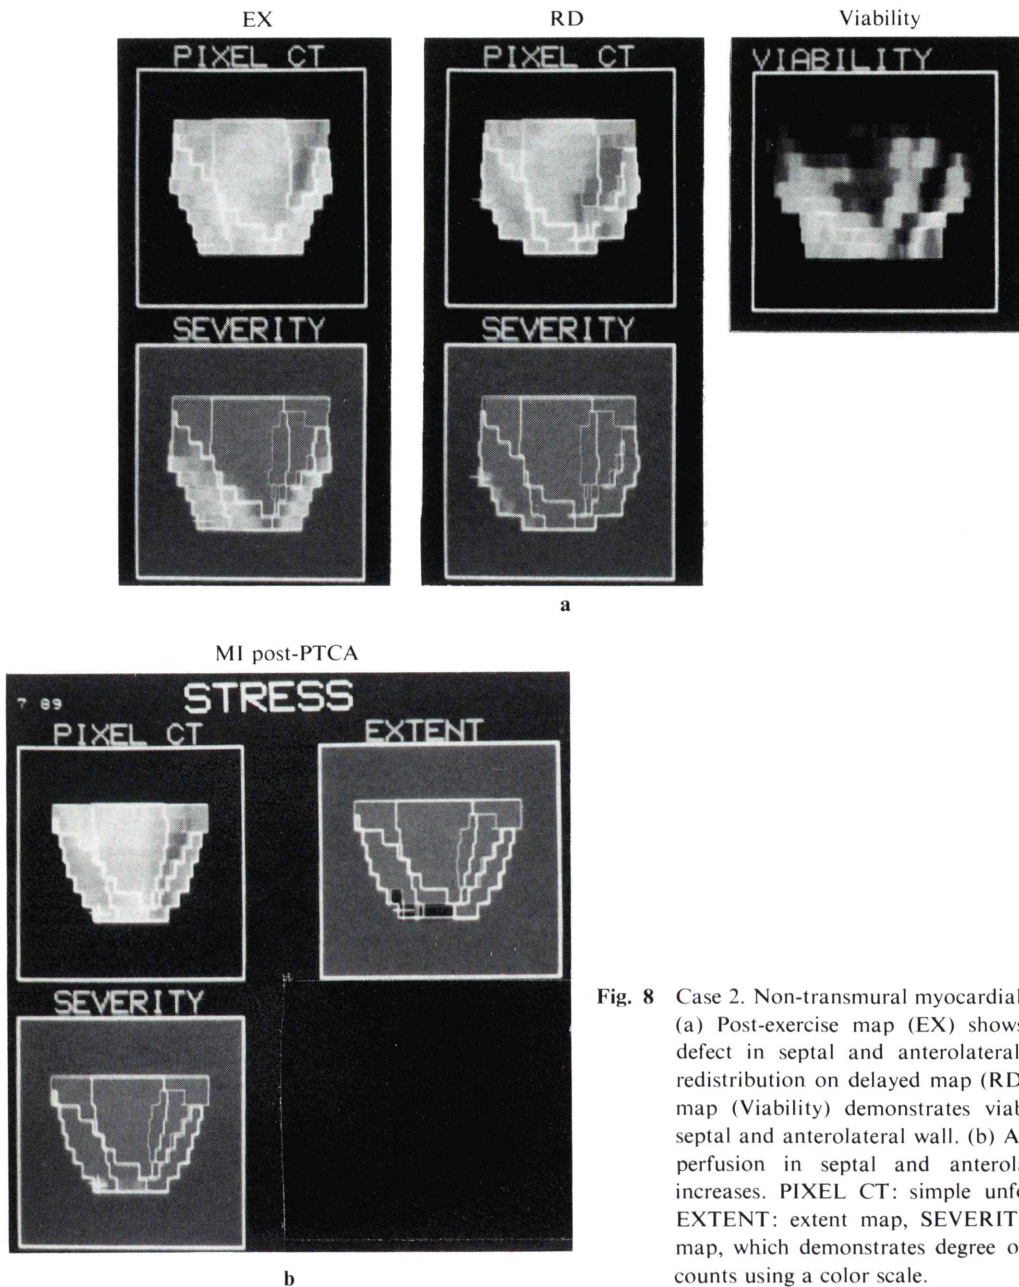 EX RD Viability
PIXEL CT PIXEL CT VIABILITY
SEVERITY SEVERITY
a
MI post-PTCA
7 89 STRESS
PIXEL CT EXTENT
SEVERITY
b
Fig. 8 Case 2. Non-transmural myocardial
(a) Post-exercise map (EX) shows
defect in septal and anterolateral
redistribution on delayed map (RD
map (Viability) demonstrates viab
septal and anterolateral wall. (b) A
perfusion in septal and anterola
increases. PIXEL CT: simple unfo
EXTENT: extent map, SEVERIT
map, which demonstrates degree o
counts using a color scale.